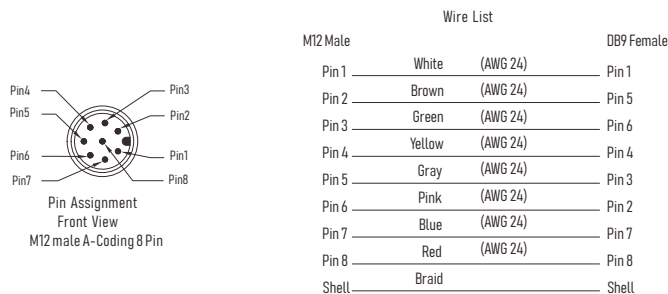 Wire List
M12 Male DB9 Female
Pin 1 White (AWG 24) Pin 1
Pin 2 Brown (AWG 24) Pin 5
Pin 3 Green (AWG 24) Pin 6
Pin 4 Yellow (AWG 24) Pin 4
Pin 5 Gray (AWG 24) Pin 3
Pin 6 Pink (AWG 24) Pin 2
Pin 7 Blue (AWG 24) Pin 7
Pin 8 Red (AWG 24) Pin 8
Shell Braid Shell
Pin4 Pin3
Pin5 Pin2
Pin6 Pin1
Pin7 Pin8
Pin Assignment
Front View
M12 male A-Coding 8 Pin